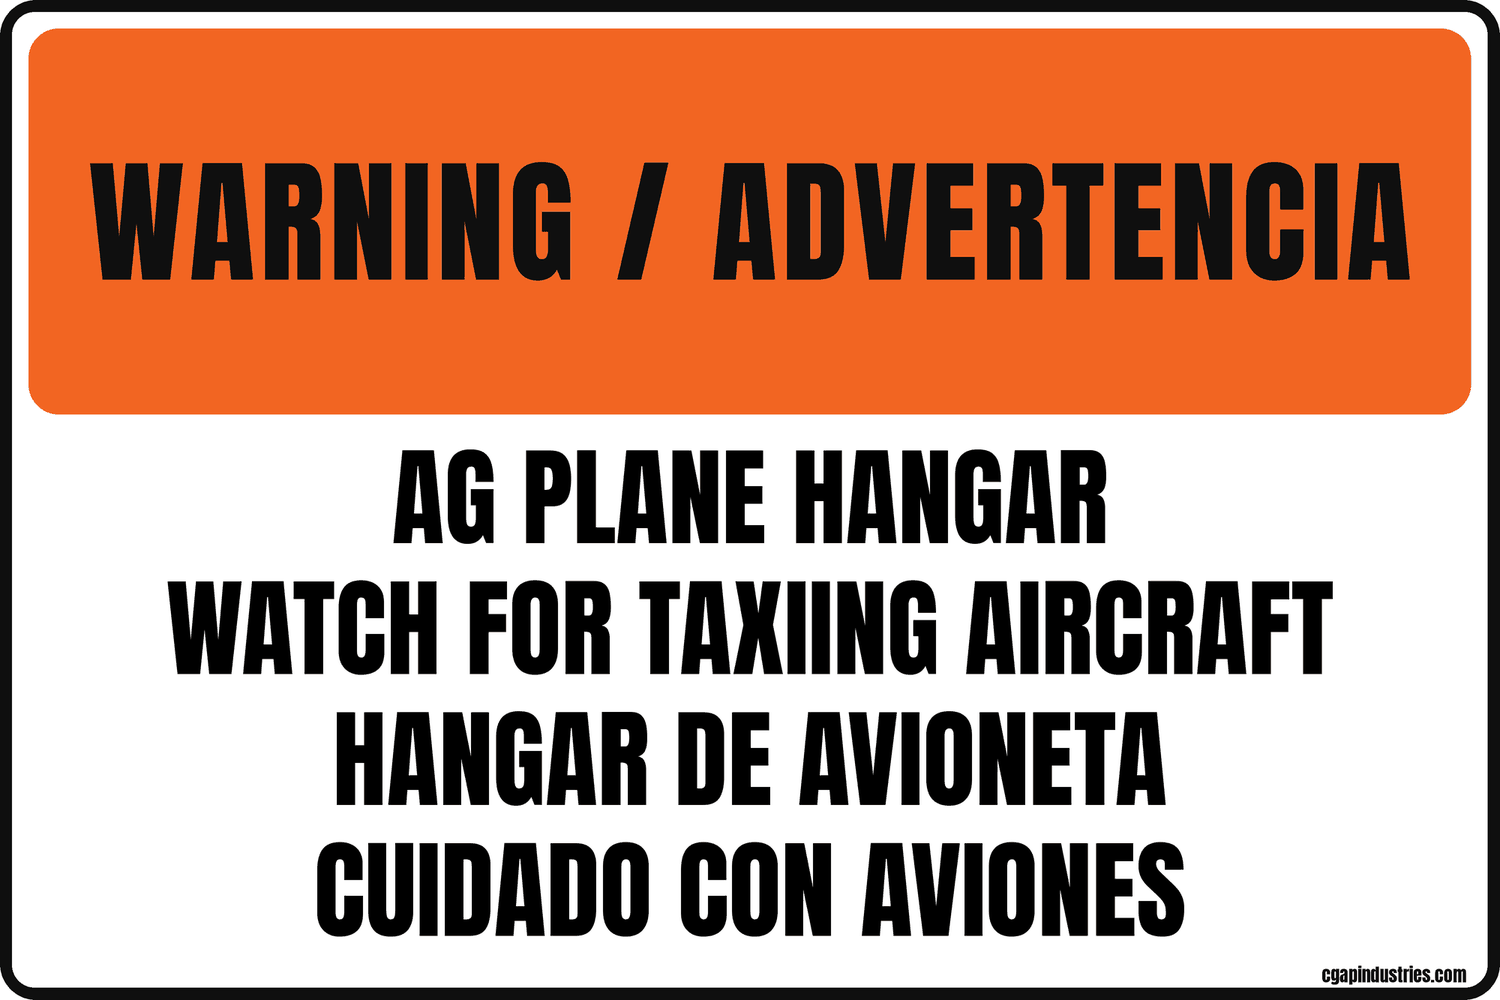 WARNING / ADVERTENCIA
AG PLANE HANGAR
WATCH FOR TAXIING AIRCRAFT
HANGAR DE AVIONETA
CUIDADO CON AVIONES
cgapindustries.com